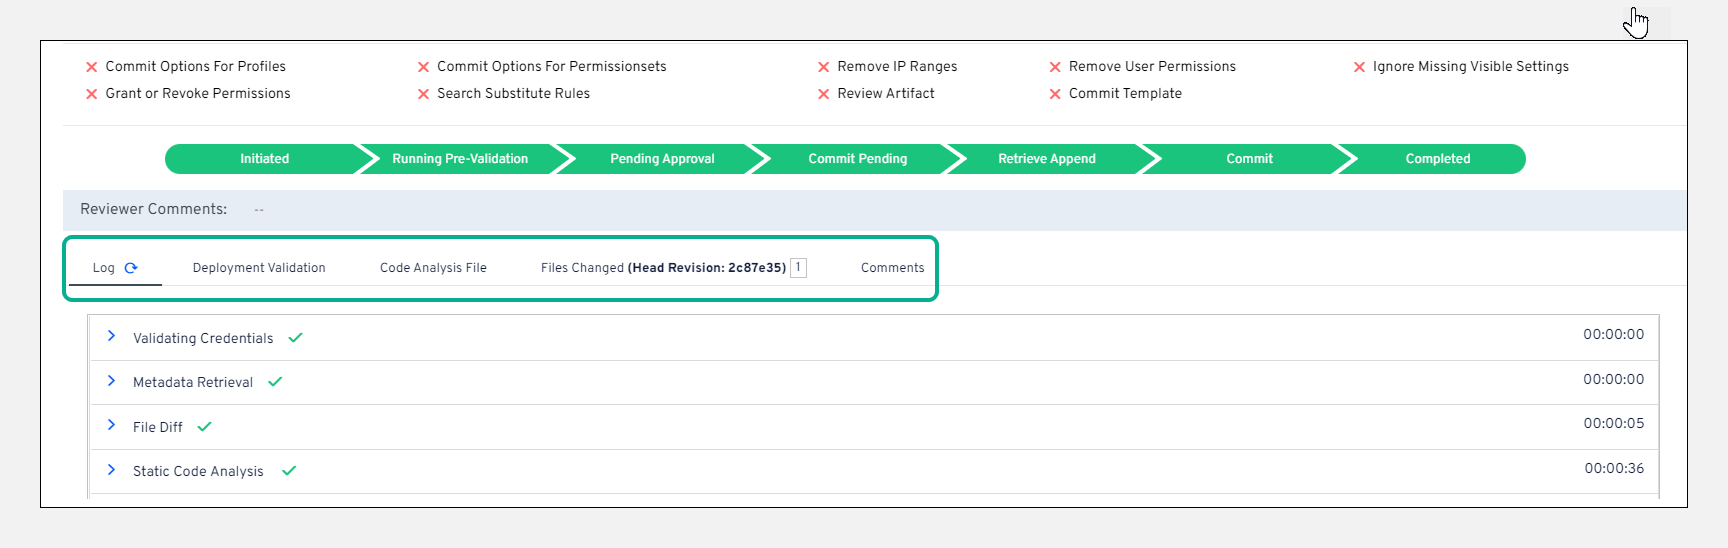 Commit Options For Profiles Commit Options For Permissionsets Remove IP Ranges Remove User Permissions Ignore Missing Visible Settings
Grant or Revoke Permissions Search Substitute Rules Review Artifact Commit Template
Initiated Running Pre-Validation Pending Approval Commit Pending Retrieve Append Commit Completed
Reviewer Comments: --
Log Deployment Validation Code Analysis File Files Changed (Head Revision: 2c87e35) 1 Comments
Validating Credentials 00:00:00
Metadata Retrieval 00:00:00
File Diff 00:00:05
Static Code Analysis 00:00:36